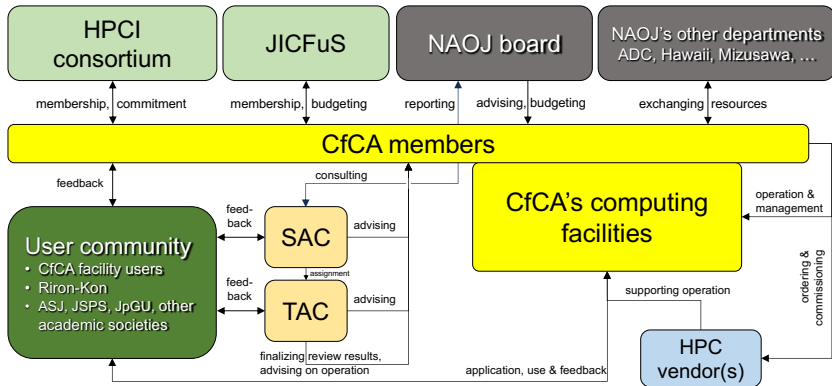 HPCI
consortium
JICFuS
NAOJ board
NAOJ's other departments
ADC, Hawaii, Mizusawa, ...
membership, commitment
membership, budgeting
reporting
advising, budgeting
exchanging resources
CfCA members
feedback
consulting
CfCA's computing
facilities
operation &
management
ordering &
commissioning
User community
• CfCA facility users
• Riron-Kon
• ASJ, JSPS, JpGU, other
academic societies
feed-
back
SAC
advising
assignment
feed-
back
TAC
advising
supporting operation
finalizing review results,
advising on operation
application, use & feedback
HPC
vendor(s)